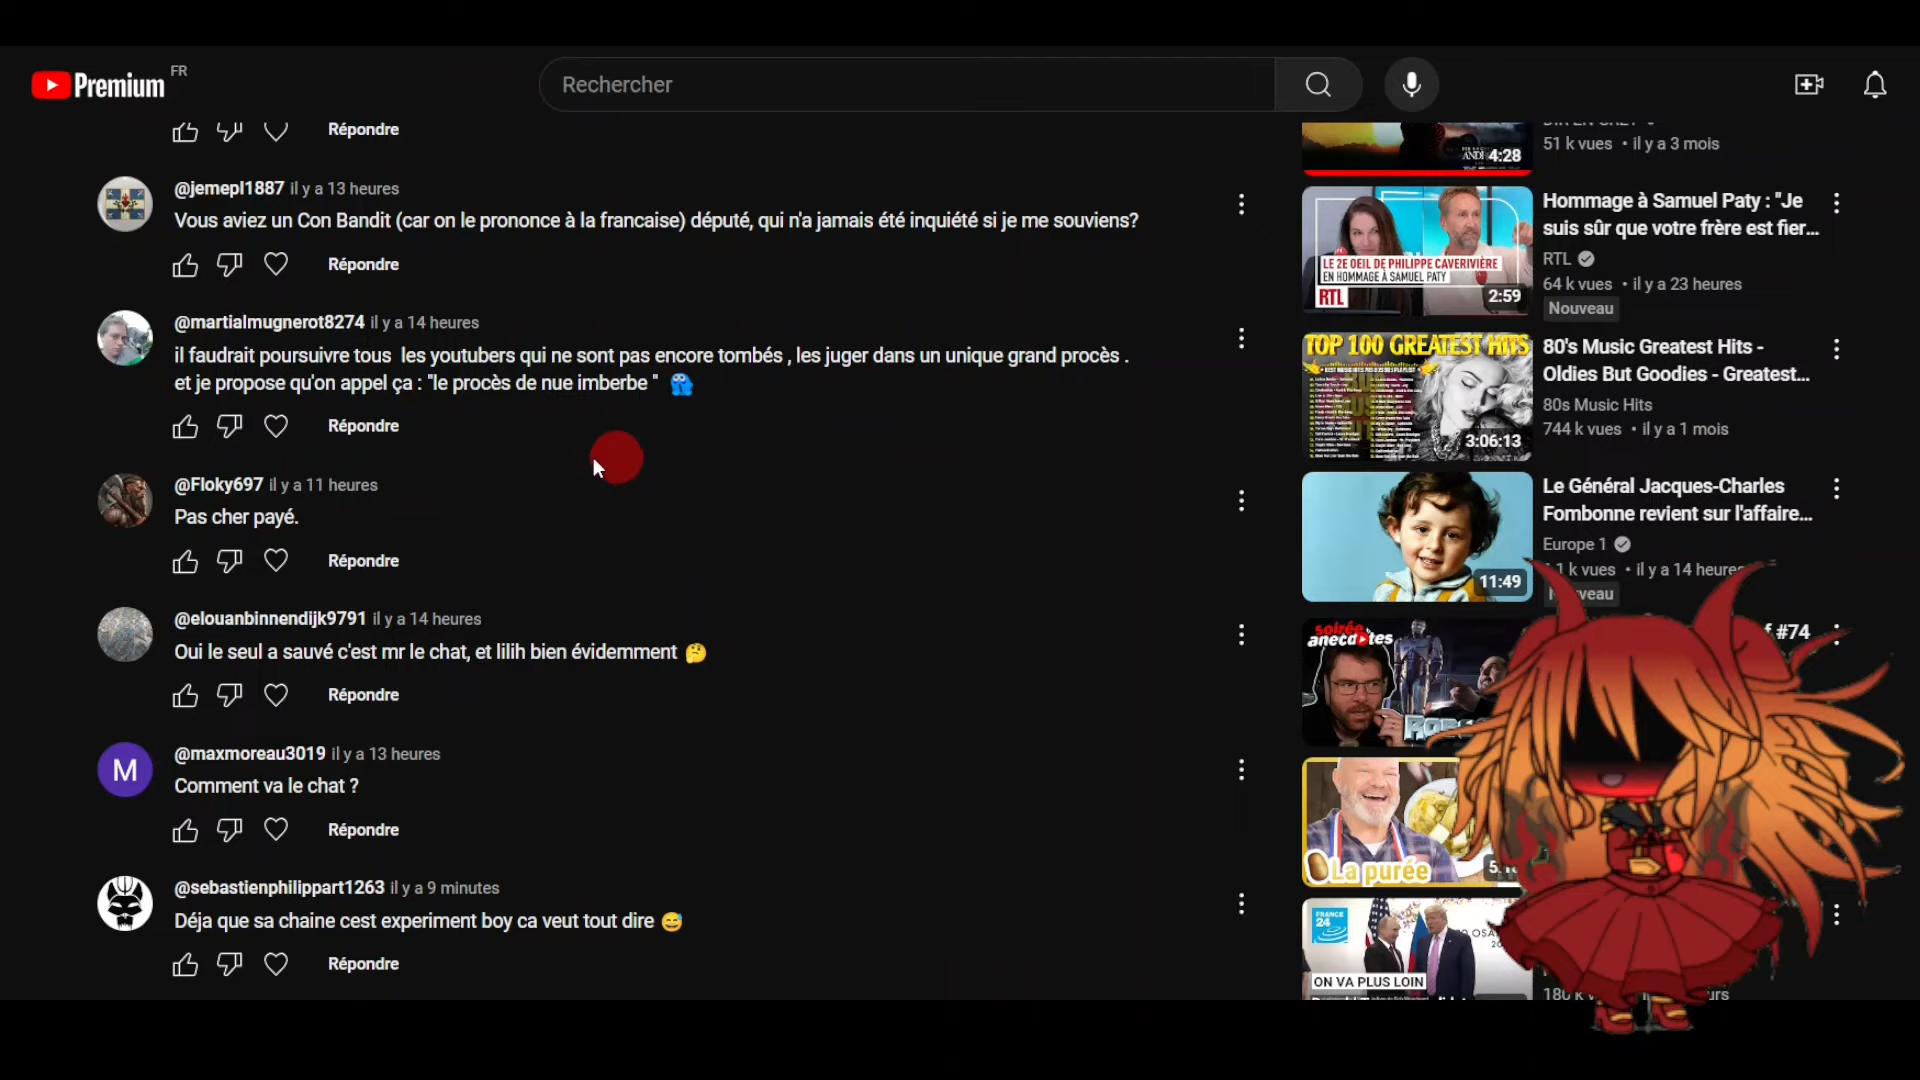 Premium FR
Rechercher
Répondre
@jemepl1887 il y a 13 heures
Vous aviez un Con Bandit (car on le prononce à la francaise) député, qui n'a jamais été inquiété si je me souviens?
Répondre
@martialmugnerot8274 il y a 14 heures
il faudrait poursuivre tous les youtubers qui ne sont pas encore tombés , les juger dans un unique grand procès .
et je propose qu'on appel ça : "le procès de nue imberbe "
Répondre
@Floky697 il y a 11 heures
Pas cher payé.
Répondre
@elouanbinnendijk9791 il y a 14 heures
Oui le seul a sauvé c'est mr le chat, et lilih bien évidemment 🤔
Répondre
M
@maxmoreau3019 il y a 13 heures
Comment va le chat ?
Répondre
@sebastienphilippart1263 il y a 9 minutes
Déja que sa chaine cest experiment boy ca veut tout dire 😅
Répondre
4:28
51 k vues • il y a 3 mois
LE 2E OEIL DE PHILIPPE CAVERIVIÈRE
EN HOMMAGE À SAMUEL PATY
RTL
2:59
Hommage à Samuel Paty : "Je
suis sûr que votre frère est fier...
RTL
64 k vues • il y a 23 heures
Nouveau
TOP 100 GREATEST HITS
3:06:13
80's Music Greatest Hits -
Oldies But Goodies - Greatest...
80s Music Hits
744 k vues • il y a 1 mois
11:49
Le Général Jacques-Charles
Fombonne revient sur l'affaire...
Europe 1
k vues • il y a 14 heures
soirée
anecdotes
#74
La purée
FRANCE
24
ON VA PLUS LOIN
180 k